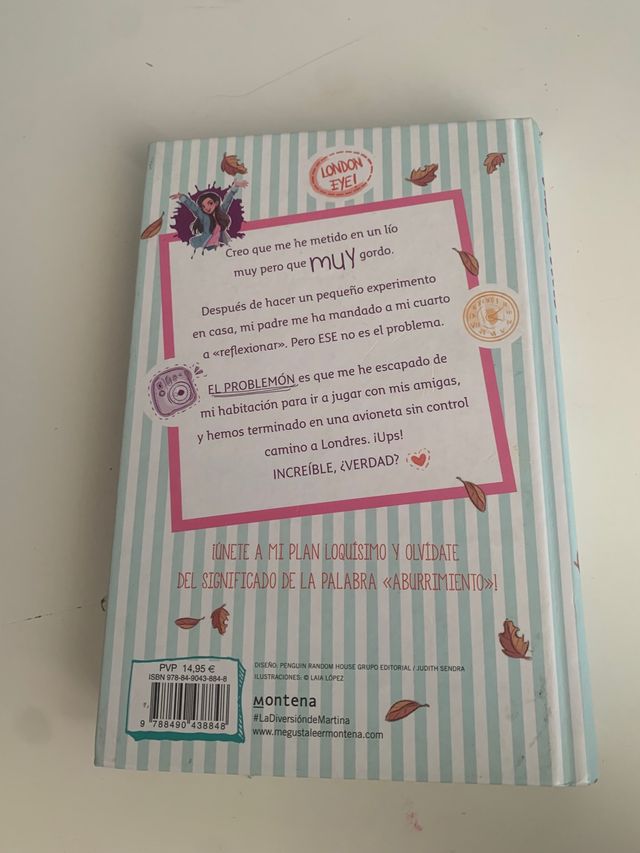 LONDON
EYE!
Creo que me he metido en un lío
muy pero que muy gordo.
Después de hacer un pequeño experimento
en casa, mi padre me ha mandado a mi cuarto
a «reflexionar». Pero ESE no es el problema.
EL PROBLEMÓN es que me he escapado de
mi habitación para ir a jugar con mis amigas,
y hemos terminado en una avioneta sin control
camino a Londres. ¡Ups!
INCREÍBLE, ¿VERDAD?
¡ÚNETE A MI PLAN LOQUÍSIMO Y OLVÍDATE
DEL SIGNIFICADO DE LA PALABRA «ABURRIMIENTO»!
PVP 14,95 €
ISBN 978-84-9043-884-8
9 788490 438848
DISEÑO: PENGUIN RANDOM HOUSE GRUPO EDITORIAL / JUDITH SENDRA
ILUSTRACIONES: © LAIA LÓPEZ
Montena
#LaDiversióndeMartina
www.megustaleermontena.com